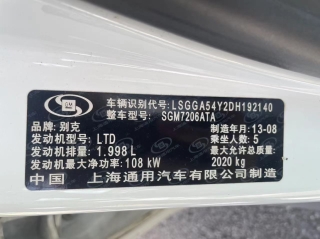 车辆识别代号: LSGGA54Y2DH192140
整车型号: SGM7206ATA
品牌: 别克
制造年月: 13-08
发动机型号: LTD
乘坐人数: 5
发动机排量: 1.998 L
最大允许总质量: 2020 kg
发动机最大净功率: 108 kW
中国 上海通用汽车有限公司制造